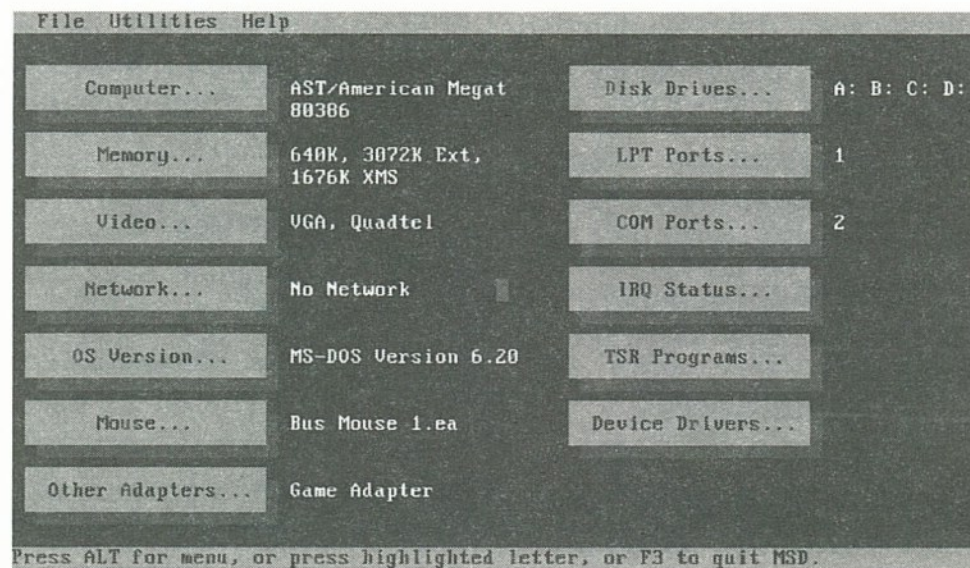 File Utilities Help
Computer... AST/American Megat Disk Drives... A: B: C: D:
80386
Memory... 640K, 3072K Ext, LPT Ports... 1
1676K XMS
Video... VGA, Quadtel COM Ports... 2
Network... No Network IRQ Status...
OS Version... MS-DOS Version 6.20 TSR Programs...
Mouse... Bus Mouse 1.ea Device Drivers...
Other Adapters... Game Adapter
Press ALT for menu, or press highlighted letter, or F3 to quit MSD.